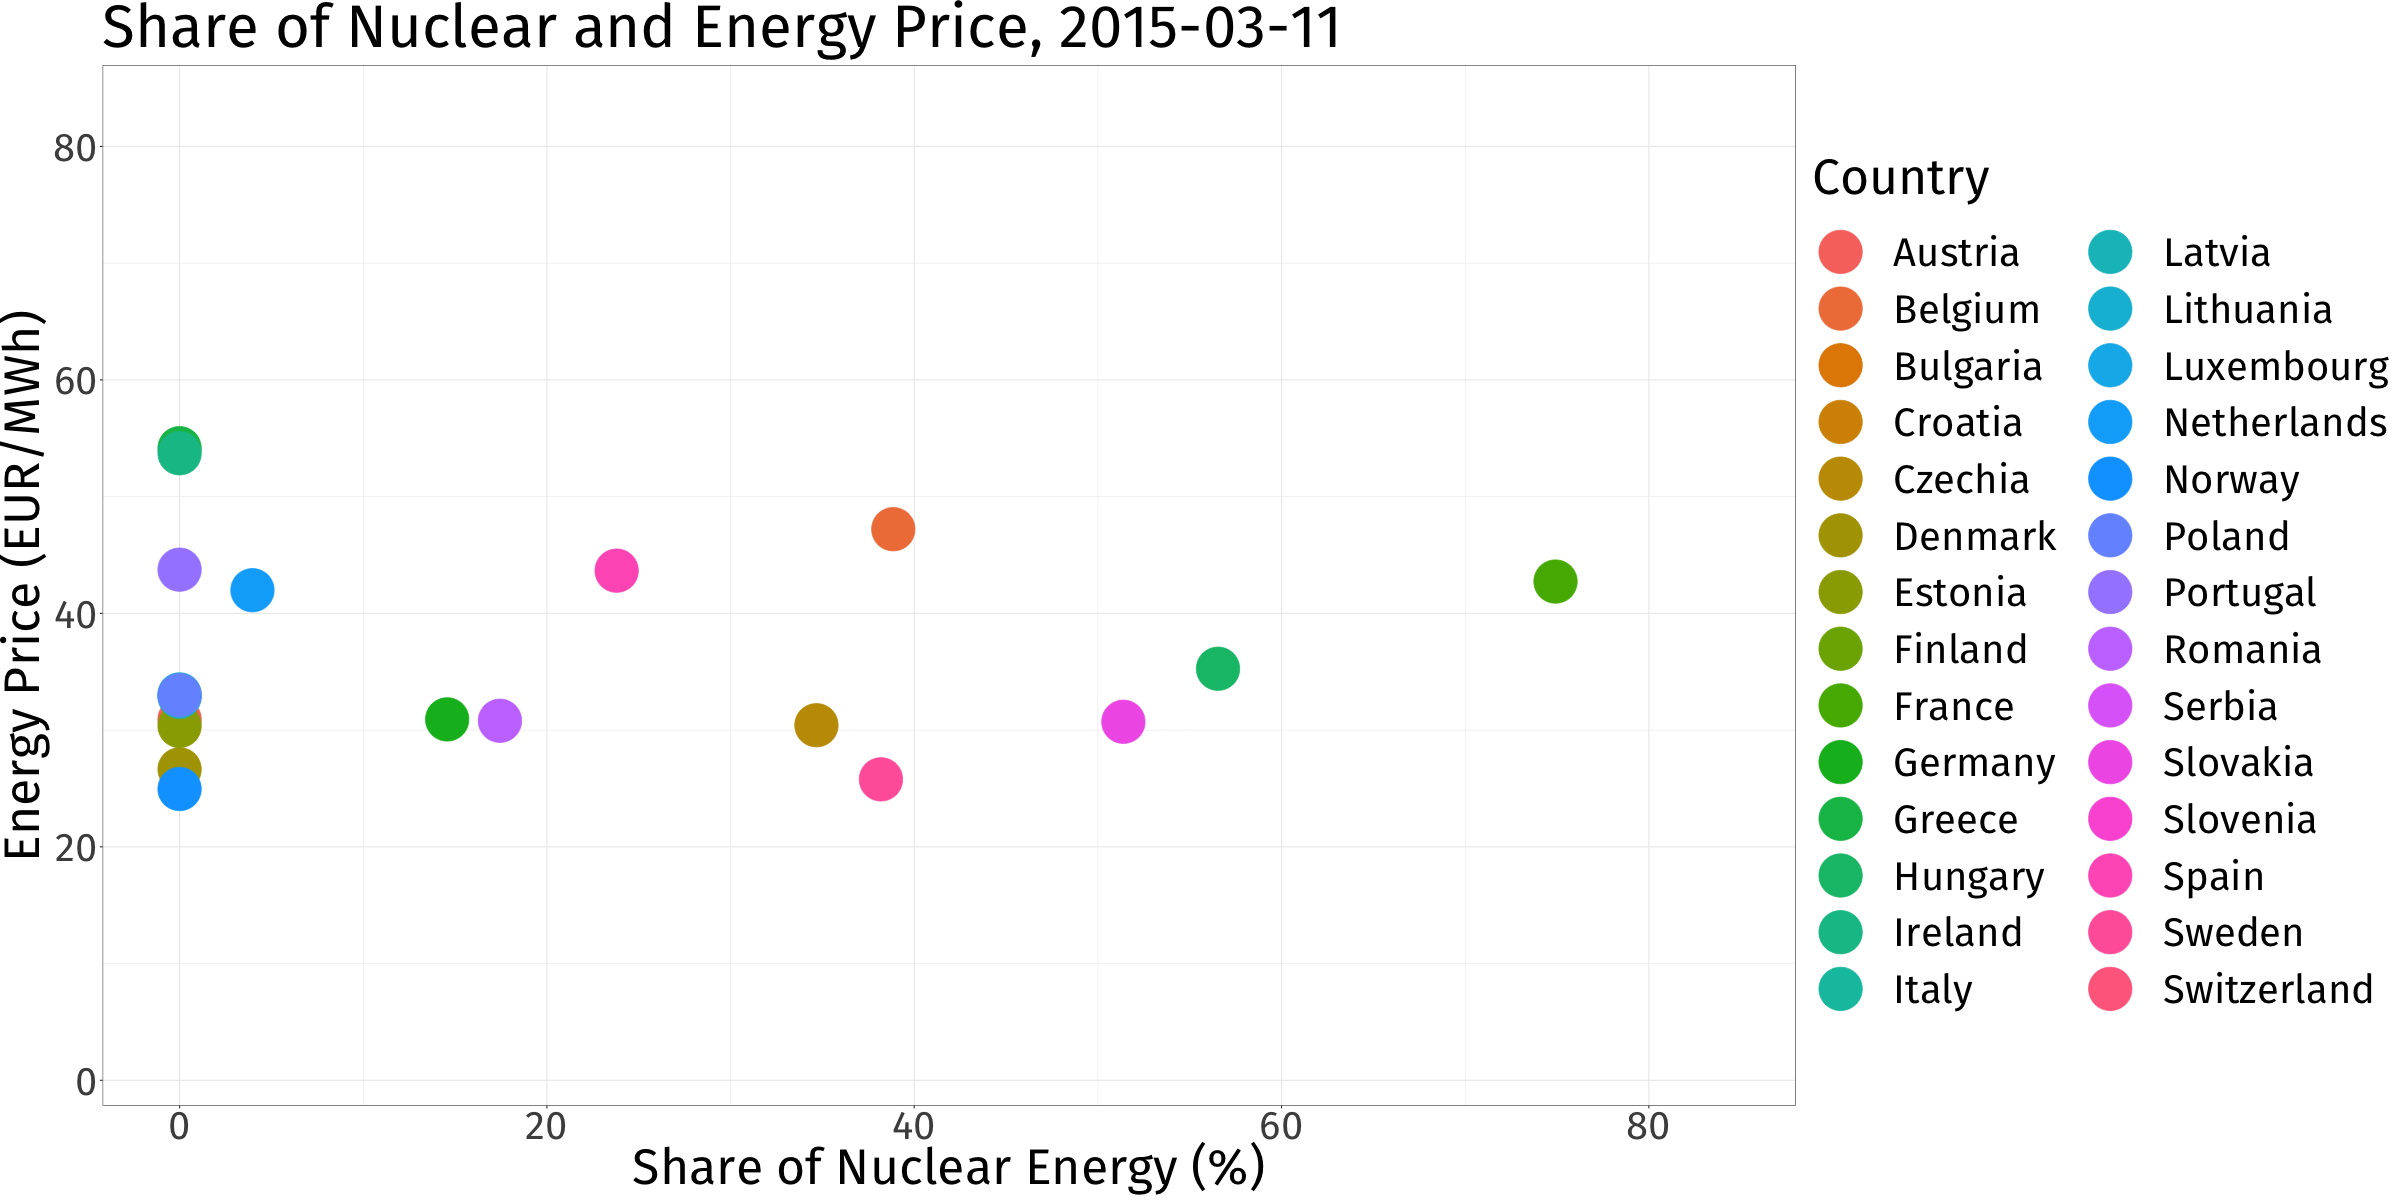 Share of Nuclear and Energy Price, 2015-03-11
Energy Price (EUR/MWh)
80
60
40
20
0
0 20 40 60 80
Share of Nuclear Energy (%)
Country
Austria
Belgium
Bulgaria
Croatia
Czechia
Denmark
Estonia
Finland
France
Germany
Greece
Hungary
Ireland
Italy
Latvia
Lithuania
Luxembourg
Netherlands
Norway
Poland
Portugal
Romania
Serbia
Slovakia
Slovenia
Spain
Sweden
Switzerland